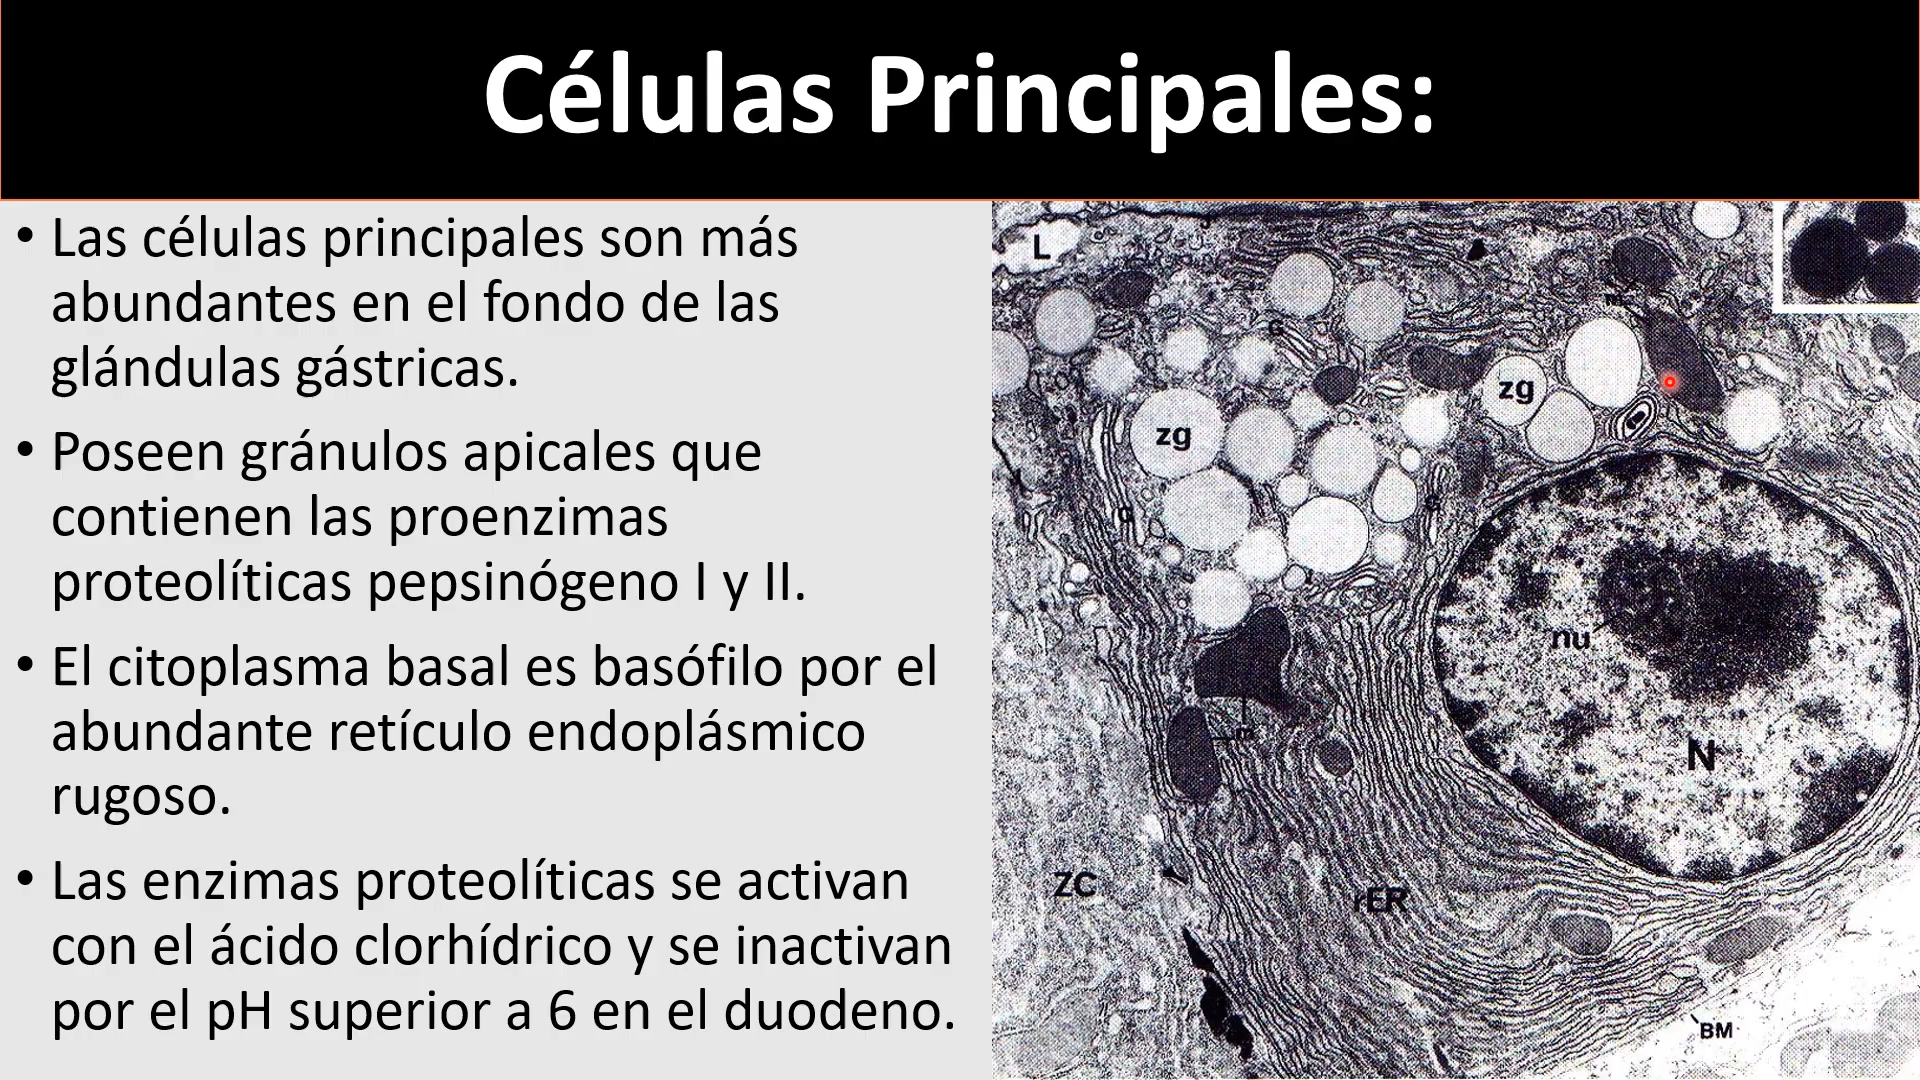 Células Principales:
• Las células principales son más
abundantes en el fondo de las
glándulas gástricas.
• Poseen gránulos apicales que
contienen las proenzimas
proteolíticas pepsinógeno I y II.
• El citoplasma basal es basófilo por el
abundante retículo endoplásmico
rugoso.
• Las enzimas proteolíticas se activan
con el ácido clorhídrico y se inactivan
por el pH superior a 6 en el duodeno.
L
m
G
zg
zg
G
G
nu
m
N
ZC
rER
BM